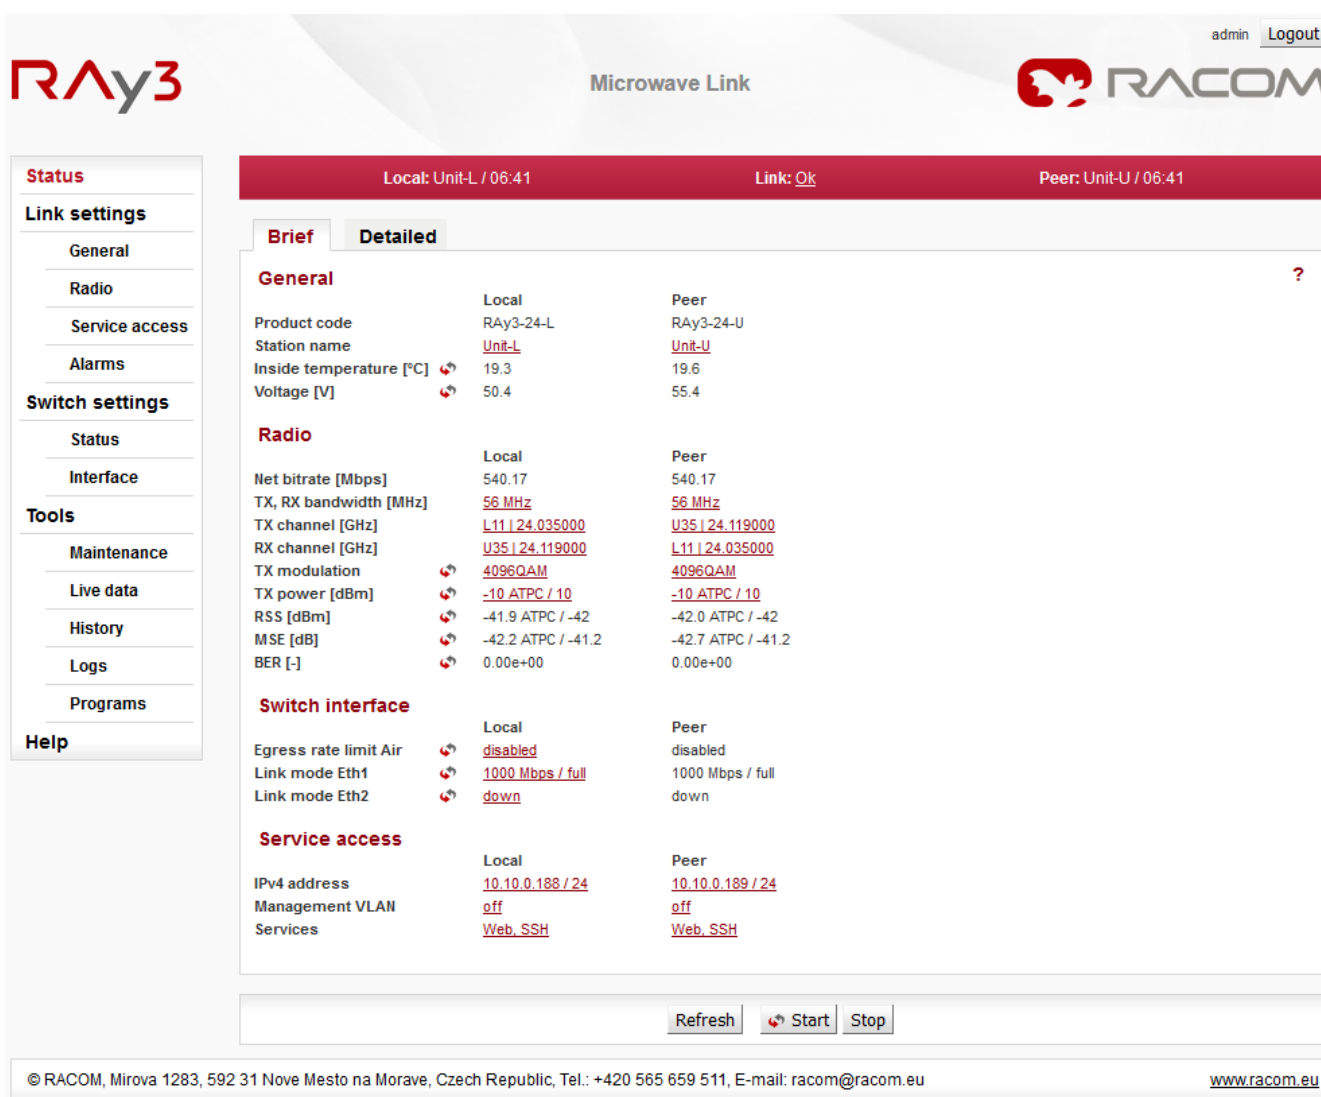 admin Logout
RAy3
Microwave Link
RACOM
Status
Link settings
General
Radio
Service access
Alarms
Switch settings
Status
Interface
Tools
Maintenance
Live data
History
Logs
Programs
Help
Local: Unit-L / 06:41 Link: Ok Peer: Unit-U / 06:41
Brief Detailed
General ?
Local Peer
Product code RAy3-24-L RAy3-24-U
Station name Unit-L Unit-U
Inside temperature [°C] 19.3 19.6
Voltage [V] 50.4 55.4
Radio
Local Peer
Net bitrate [Mbps] 540.17 540.17
TX, RX bandwidth [MHz] 56 MHz 56 MHz
TX channel [GHz] L11 | 24.035000 U35 | 24.119000
RX channel [GHz] U35 | 24.119000 L11 | 24.035000
TX modulation 4096QAM 4096QAM
TX power [dBm] -10 ATPC / 10 -10 ATPC / 10
RSS [dBm] -41.9 ATPC / -42 -42.0 ATPC / -42
MSE [dB] -42.2 ATPC / -41.2 -42.7 ATPC / -41.2
BER [-] 0.00e+00 0.00e+00
Switch interface
Local Peer
Egress rate limit Air disabled disabled
Link mode Eth1 1000 Mbps / full 1000 Mbps / full
Link mode Eth2 down down
Service access
Local Peer
IPv4 address 10.10.0.188 / 24 10.10.0.189 / 24
Management VLAN off off
Services Web, SSH Web, SSH
Refresh Start Stop
© RACOM, Mirova 1283, 592 31 Nove Mesto na Morave, Czech Republic, Tel.: +420 565 659 511, E-mail: racom@racom.eu www.racom.eu